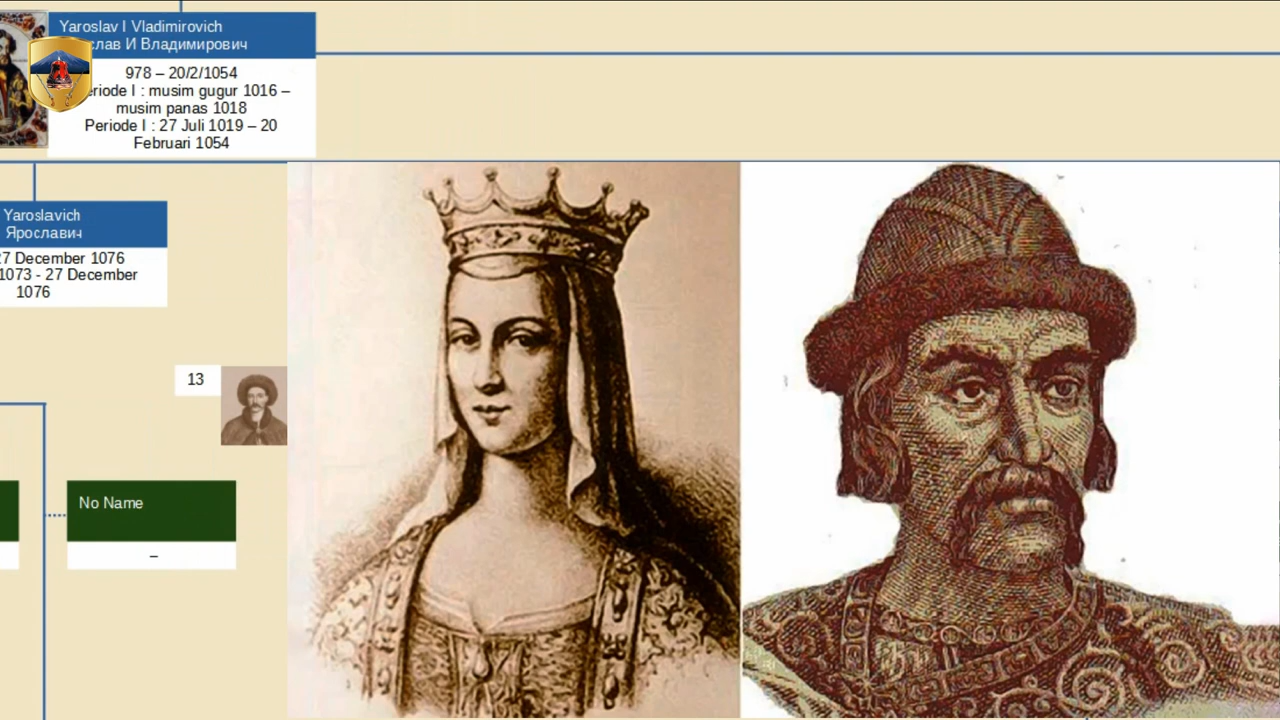 Yaroslav I Vladimirovich
слав И Владимирович
978 – 20/2/1054
eriode I : musim gugur 1016 –
musim panas 1018
Periode I : 27 Juli 1019 – 20
Februari 1054
Yaroslavich
Ярославич
27 December 1076
1073 - 27 December
1076
13
No Name
–